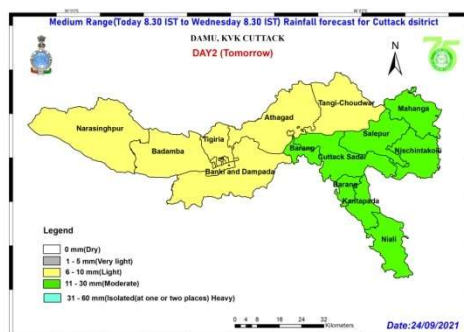 Medium Range(Today 8.30 IST to Wednesday 8.30 IST) Rainfall forecast for Cuttack dsitrict
DAMU, KVK CUTTACK
DAY2 (Tomorrow)
N
75
Tangi-Choudwar
Mahanga
Athagad
Narasinghpur
Salepur
Tigiria
Badamba
Barang
Nischintakoili
Cuttack Sadar
Banki and Dampada
Barang
Kantapada
Niali
Legend
0 mm(Dry)
1 - 5 mm(Very light)
6 - 10 mm(Light)
11 - 30 mm(Moderate)
31 - 60 mm(Isolated(at one or two places) Heavy)
0 4 8 16 24 32
Kilometers
Date:24/09/2021